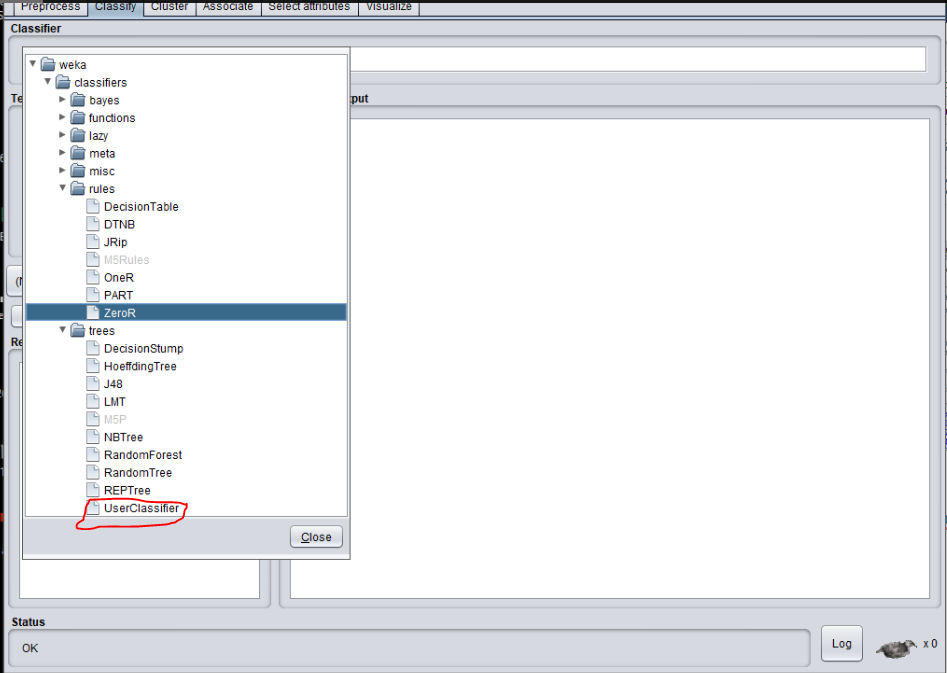 Preprocess Classify Cluster Associate Select attributes Visualize
Classifier
weka
classifiers
Te
put
bayes
functions
lazy
meta
misc
rules
DecisionTable
DTNB
JRip
M5Rules
OneR
(N
PART
ZeroR
trees
Re
DecisionStump
HoeffdingTree
J48
LMT
M5P
NBTree
RandomForest
RandomTree
REPTree
UserClassifier
Close
Status
OK
Log
x 0